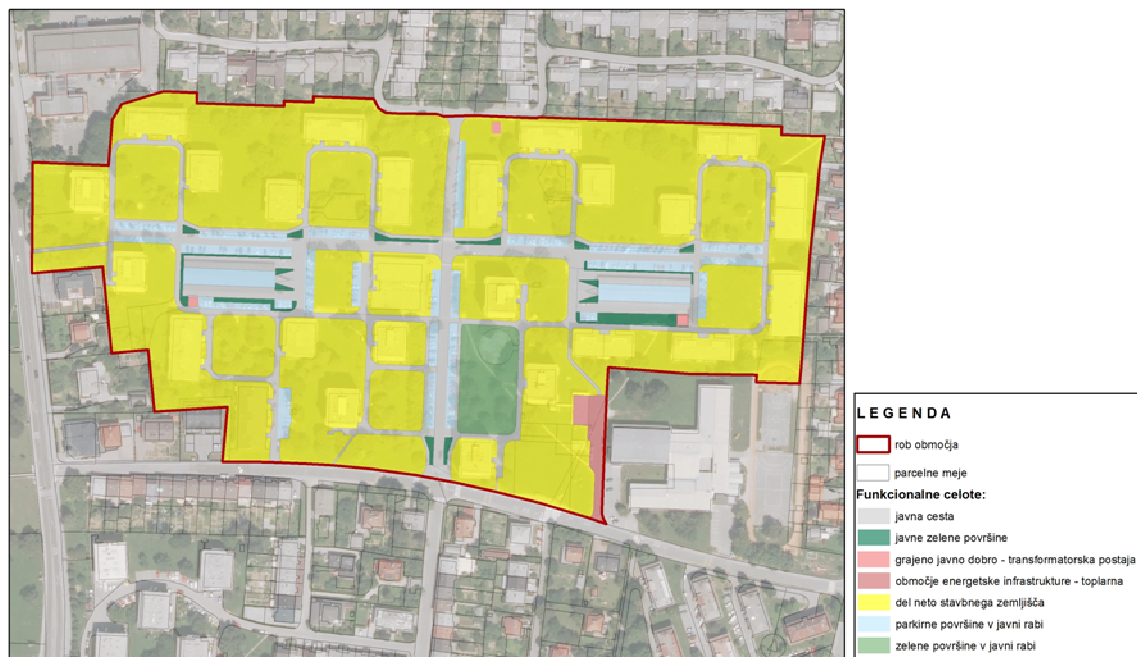 LEGENDA
rob območja
parcelne meje
Funkcionalne celote:
javna cesta
javne zelene površine
grajeno javno dobro - transformatorska postaja
območje energetske infrastrukture - toplarna
del neto stavbnega zemljišča
parkirne površine v javni rabi
zelene površine v javni rabi